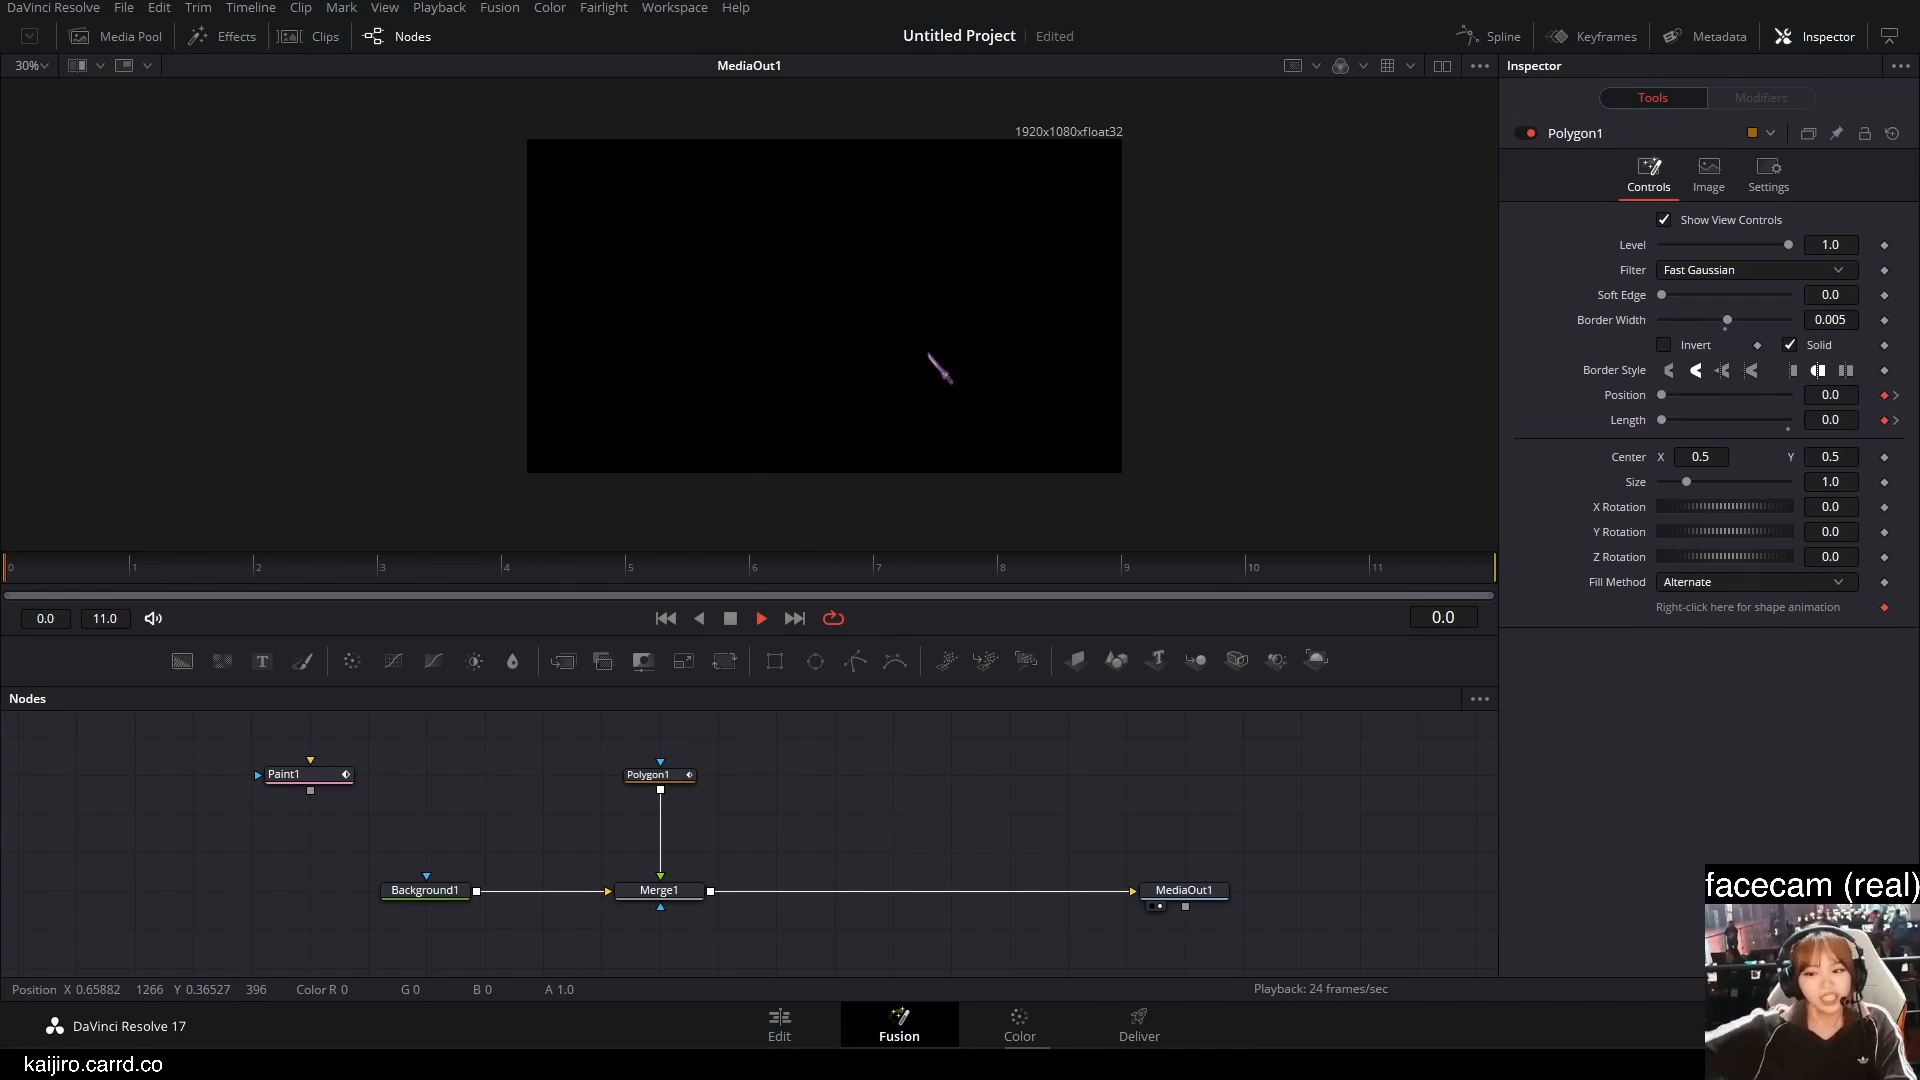 DaVinci Resolve File Edit Trim Timeline Clip Mark View Playback Fusion Color Fairlight Workspace Help
Media Pool Effects Clips Nodes Untitled Project Edited Spline Keyframes Metadata Inspector
30% MediaOut1 Inspector
Tools Modifiers
1920x1080xfloat32
Polygon1
Controls Image Settings
Show View Controls
Level 1.0
Filter Fast Gaussian
Soft Edge 0.0
Border Width 0.005
Invert Solid
Border Style
Position 0.0
Length 0.0
Center X 0.5 Y 0.5
Size 1.0
X Rotation 0.0
Y Rotation 0.0
Z Rotation 0.0
Fill Method Alternate
Right-click here for shape animation
0 1 2 3 4 5 6 7 8 9 10 11
0.0 11.0 0.0
Nodes
Paint1 Polygon1
Background1 Merge1 MediaOut1
facecam (real)
Position X 0.65882 1266 Y 0.36527 396 Color R 0 G 0 B 0 A 1.0 Playback: 24 frames/sec
DaVinci Resolve 17 Edit Fusion Color Deliver
kaijiro.carrd.co